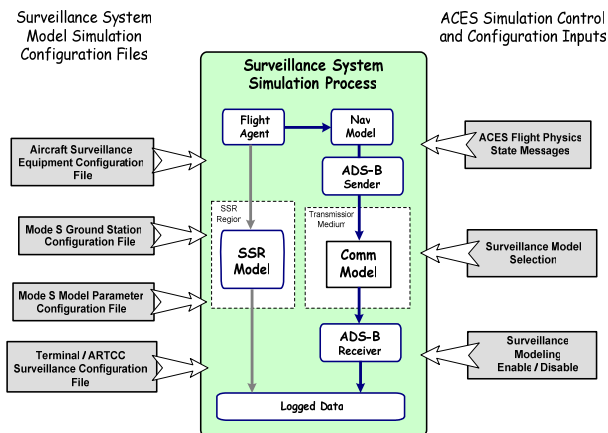 Surveillance System
Model Simulation
Configuration Files
ACES Simulation Control
and Configuration Inputs
Surveillance System
Simulation Process
Flight
Agent
Nav
Model
ADS-B
Sender
SSR
Region
Transmission
Medium
SSR
Model
Comm
Model
ADS-B
Receiver
Logged Data
Aircraft Surveillance
Equipment Configuration
File
Mode S Ground Station
Configuration File
Mode S Model Parameter
Configuration File
Terminal / ARTCC
Surveillance Configuration
File
ACES Flight Physics
State Messages
Surveillance Model
Selection
Surveillance
Modeling
Enable / Disable